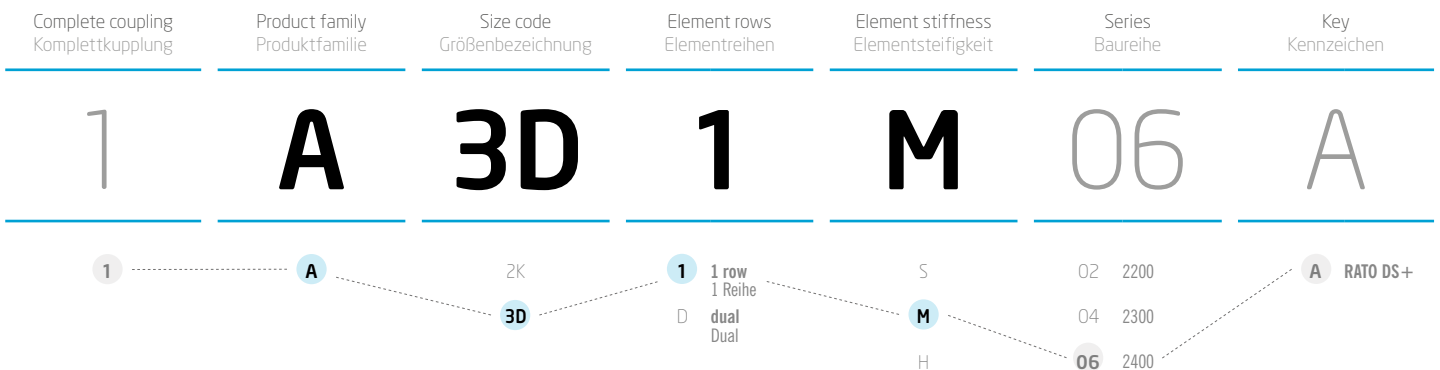 Complete coupling
Komplettkupplung
Product family
Produktfamilie
Size code
Größenbezeichnung
Element rows
Elementreihen
Element stiffness
Elementsteifigkeit
Series
Baureihe
Key
Kennzeichen
1 A 3D 1 M 06 A
1 A 2K 1 1 row S 02 2200 A RATO DS+
1 Reihe
3D D dual M 04 2300
Dual
H 06 2400